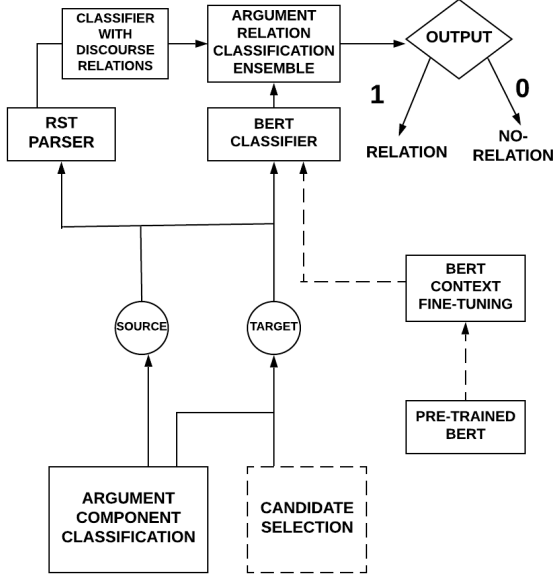 CLASSIFIER
WITH
DISCOURSE
RELATIONS
ARGUMENT
RELATION
CLASSIFICATION
ENSEMBLE
OUTPUT
1
0
RELATION
NO-
RELATION
RST
PARSER
BERT
CLASSIFIER
BERT
CONTEXT
FINE-TUNING
SOURCE
TARGET
PRE-TRAINED
BERT
ARGUMENT
COMPONENT
CLASSIFICATION
CANDIDATE
SELECTION